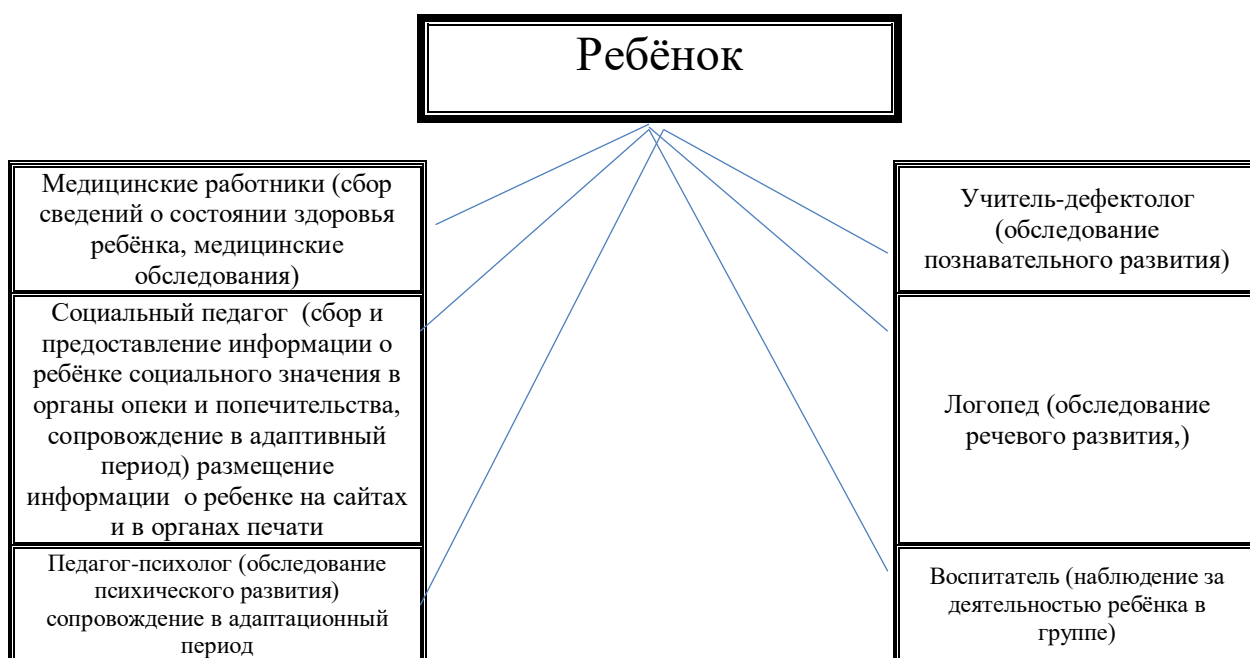 Ребёнок
Медицинские работники (сбор
сведений о состоянии здоровья
ребёнка, медицинские
обследования)
Социальный педагог (сбор и
предоставление информации о
ребёнке социального значения в
органы опеки и попечительства,
сопровождение в адаптивный
период) размещение
информации о ребенке на сайтах
и в органах печати
Педагог-психолог (обследование
психического развития)
сопровождение в адаптационный
период
Учитель-дефектолог
(обследование
познавательного развития)
Логопед (обследование
речевого развития,)
Воспитатель (наблюдение за
деятельностью ребёнка в
группе)